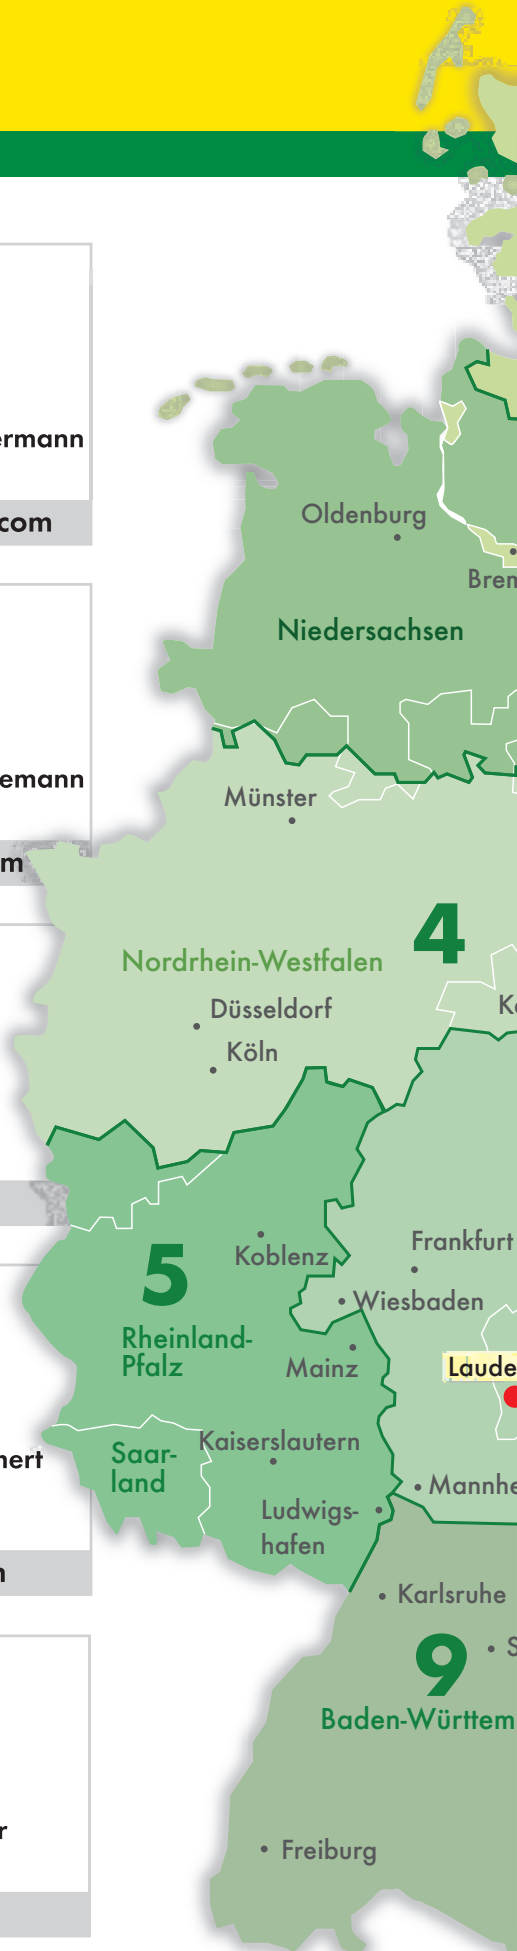 ermann
com
Oldenburg
Brem
Niedersachsen
emann
Münster
m
4
Nordrhein-Westfalen
Düsseldorf
Köln
Koblenz
Frankfurt
5
Wiesbaden
Rheinland-
Pfalz
Mainz
Laude
Kaiserslautern
Saar-
land
nert
Mannhe
Ludwigs-
hafen
Karlsruhe
9
S
Baden-Württem
r
Freiburg